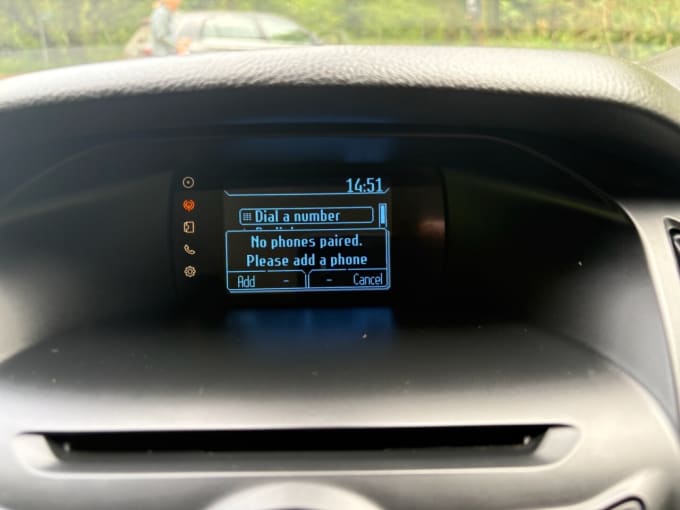 14:51
Dial a number
No phones paired.
Please add a phone
Add - - Cancel